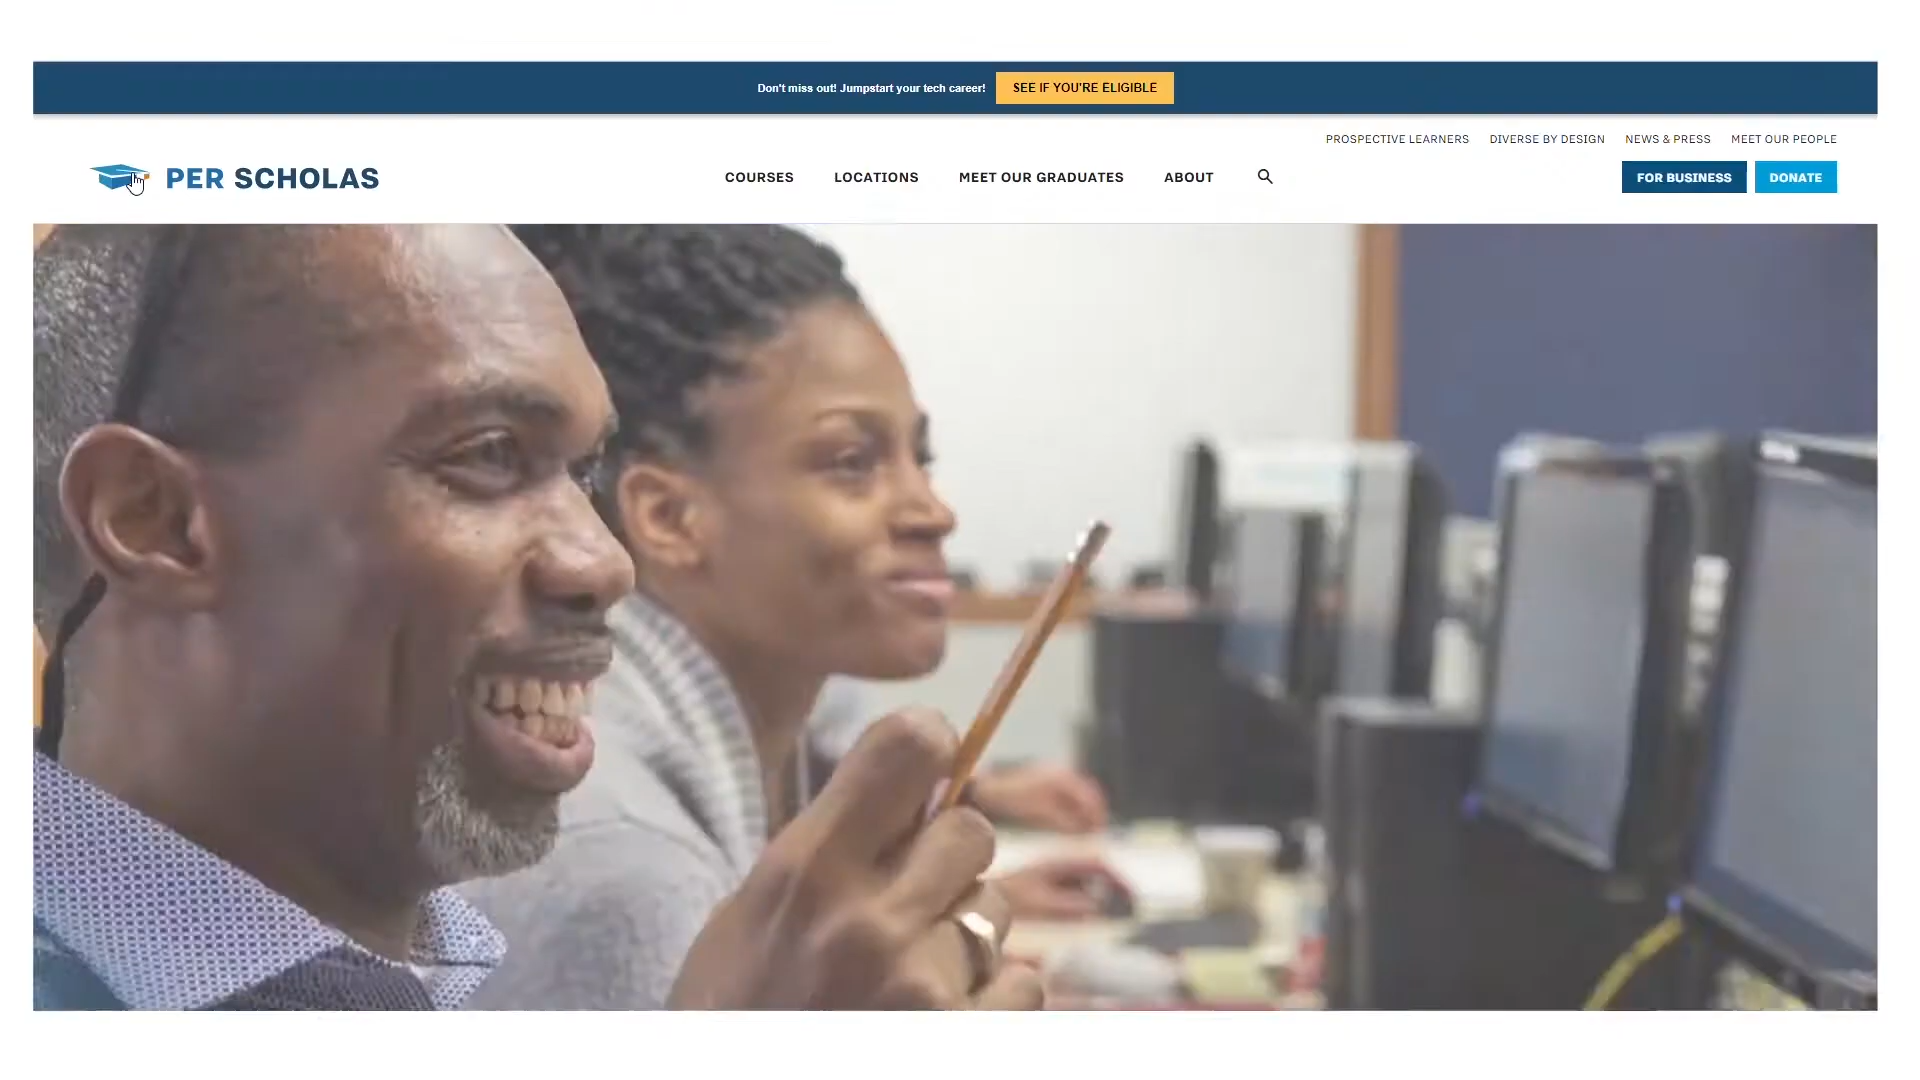 Don't miss out! Jumpstart your tech career! SEE IF YOU'RE ELIGIBLE
PROSPECTIVE LEARNERS DIVERSE BY DESIGN NEWS & PRESS MEET OUR PEOPLE
PER SCHOLAS COURSES LOCATIONS MEET OUR GRADUATES ABOUT FOR BUSINESS DONATE